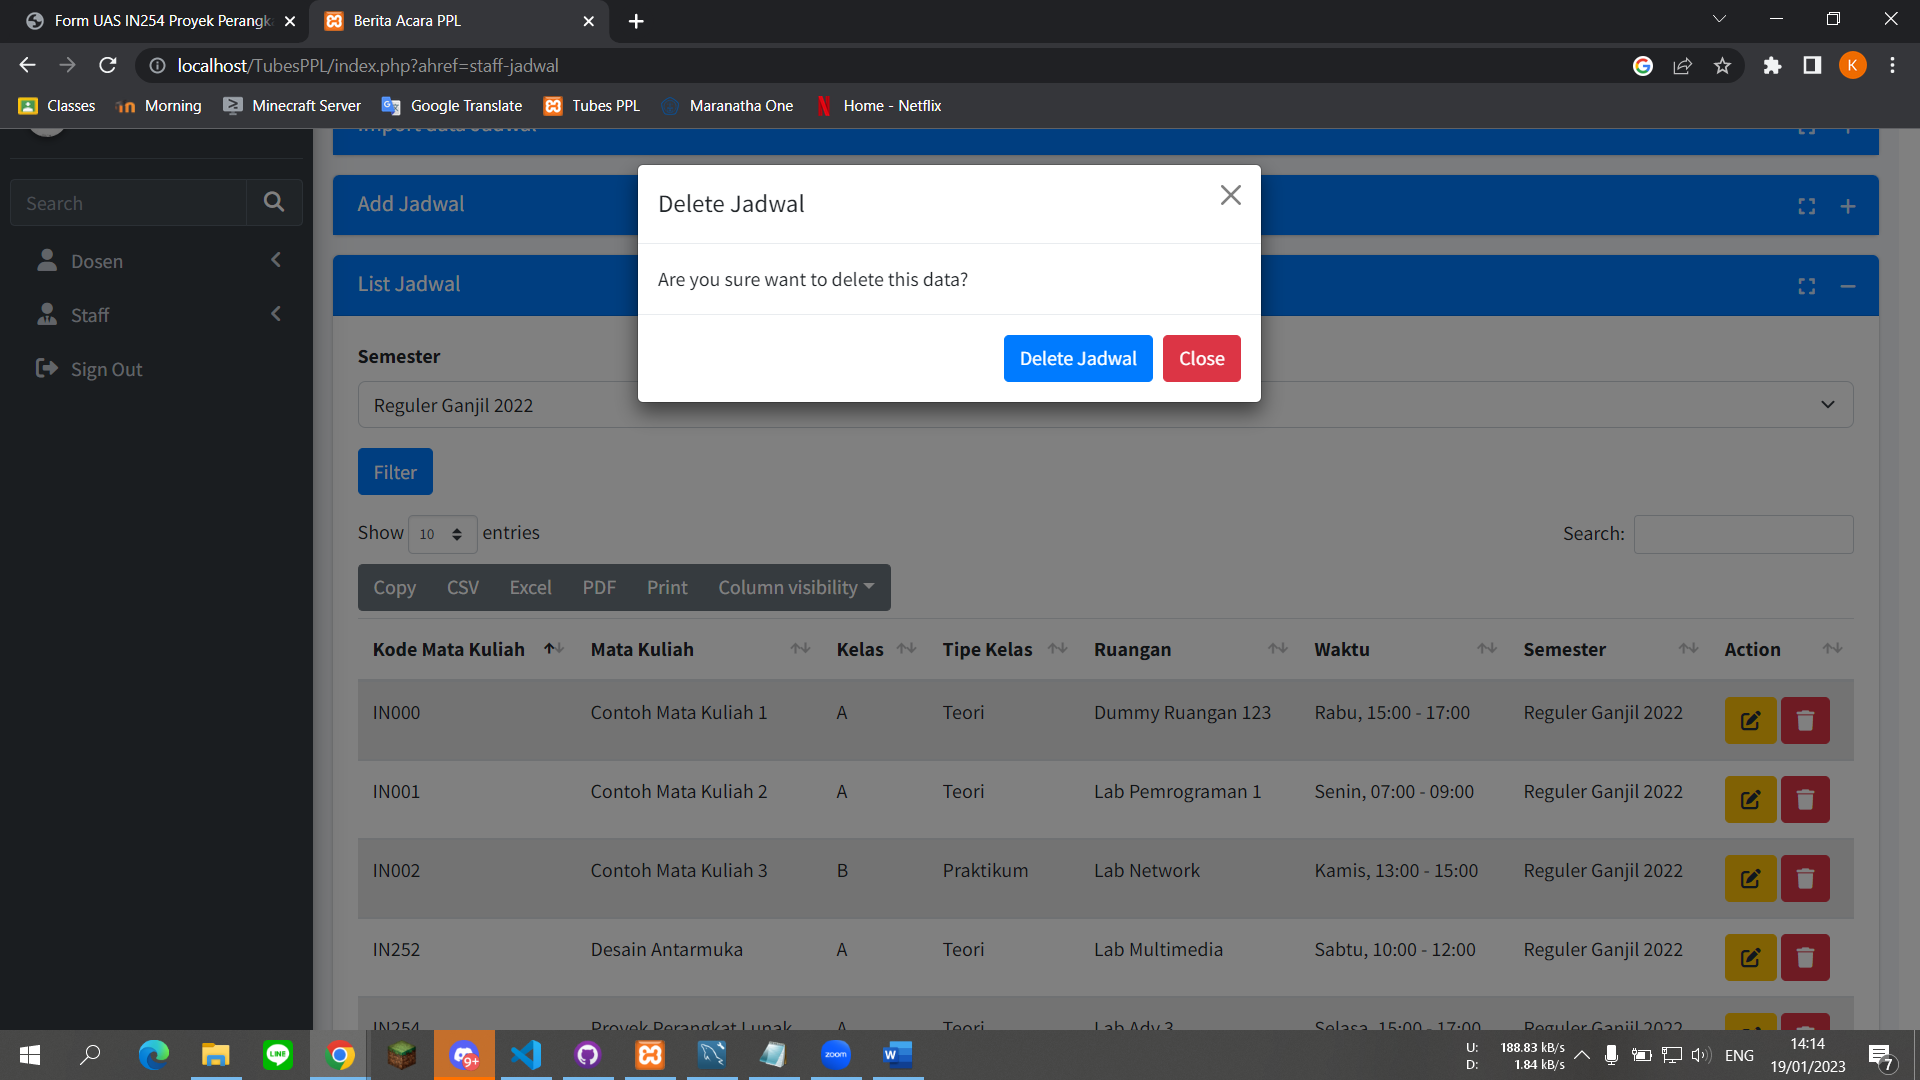 Form UAS IN254 Proyek Perangka
Berita Acara PPL
localhost/TubesPPL/index.php?ahref=staff-jadwal
K
Classes
Morning
Minecraft Server
Google Translate
Tubes PPL
Maranatha One
Home - Netflix
Import data Jadwal
Search
Dosen
Staff
Sign Out
Add Jadwal
List Jadwal
Delete Jadwal
Are you sure want to delete this data?
Delete Jadwal Close
Semester
Reguler Ganjil 2022
Filter
Show 10 entries
Search:
Copy CSV Excel PDF Print Column visibility
Kode Mata Kuliah Mata Kuliah Kelas Tipe Kelas Ruangan Waktu Semester Action
IN000 Contoh Mata Kuliah 1 A Teori Dummy Ruangan 123 Rabu, 15:00 - 17:00 Reguler Ganjil 2022
IN001 Contoh Mata Kuliah 2 A Teori Lab Pemrograman 1 Senin, 07:00 - 09:00 Reguler Ganjil 2022
IN002 Contoh Mata Kuliah 3 B Praktikum Lab Network Kamis, 13:00 - 15:00 Reguler Ganjil 2022
IN252 Desain Antarmuka A Teori Lab Multimedia Sabtu, 10:00 - 12:00 Reguler Ganjil 2022
IN254 Proyek Perangkat Lunak A Teori Lab Adv 3 Selasa, 15:00 - 17:00 Reguler Ganjil 2022
LINE
9+
zoom
W
U: 188.83 kB/s
D: 1.84 kB/s
ENG
14:14
19/01/2023
7